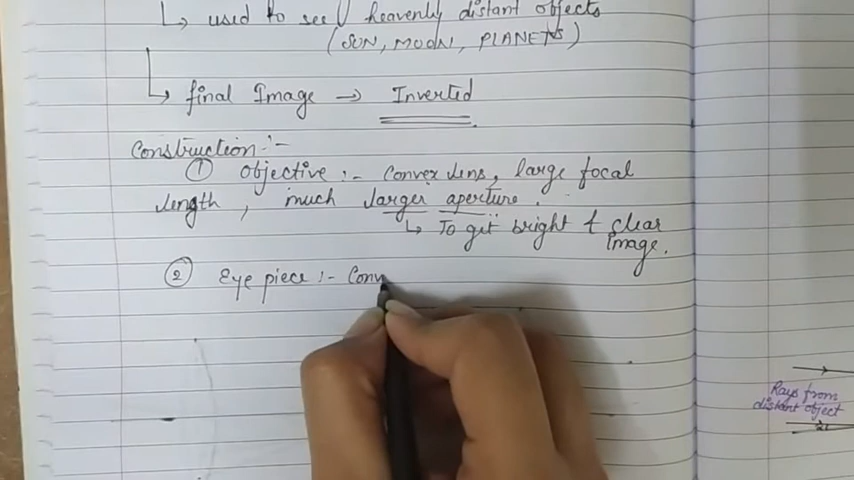 ↳ used to see heavenly distant objects
(SUN, MOON, PLANETS)
↳ final Image → Inverted
Construction :-
① Objective :- Convex lens, large focal
length, much larger aperture.
↳ To get bright & clear
Image.
② Eye piece :- Conv
Rays from
distant object